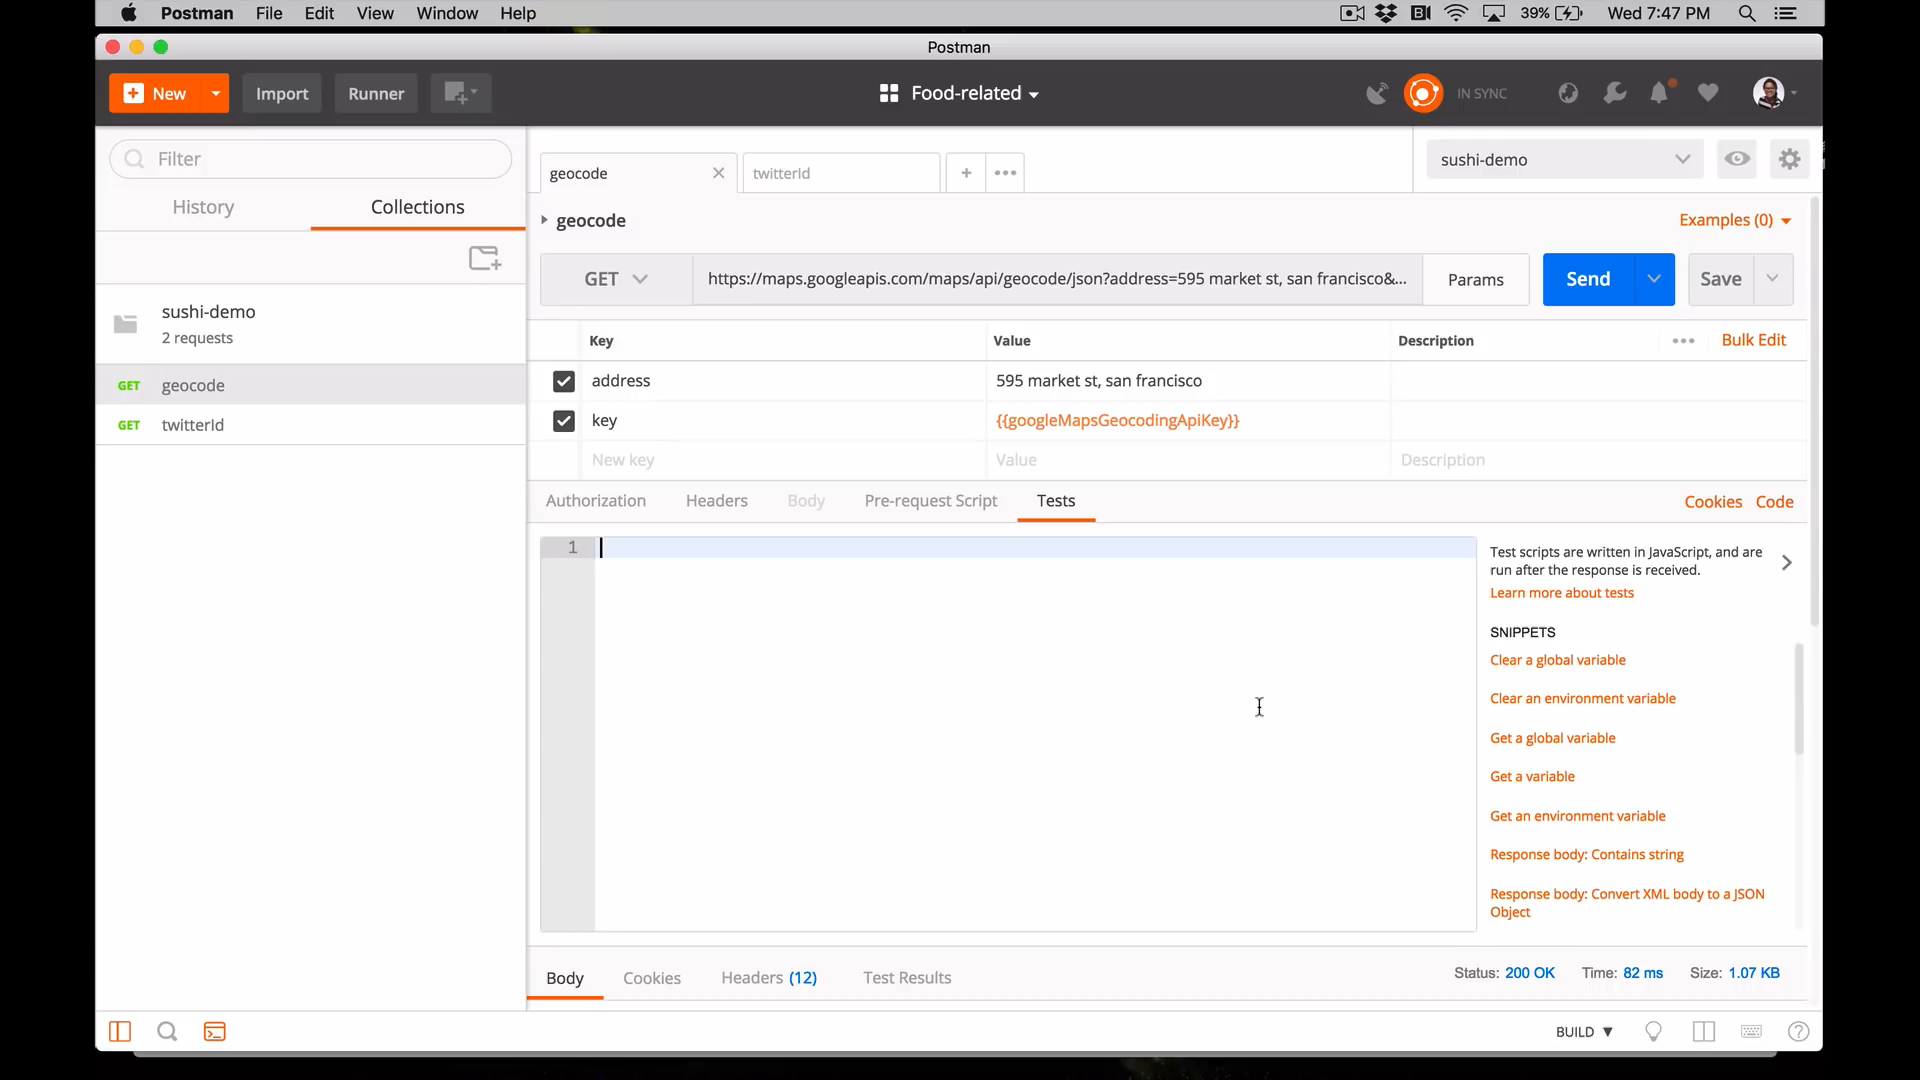 Postman File Edit View Window Help 39% Wed 7:47 PM
Postman
New Import Runner Food-related IN SYNC
Filter
History Collections
sushi-demo
2 requests
GET geocode
GET twitterId
geocode twitterId + •••
sushi-demo
geocode
Examples (0)
GET https://maps.googleapis.com/maps/api/geocode/json?address=595 market st, san francisco&... Params Send Save
Key Value Description ••• Bulk Edit
address 595 market st, san francisco
key {{googleMapsGeocodingApiKey}}
New key Value Description
Authorization Headers Body Pre-request Script Tests Cookies Code
1
Test scripts are written in JavaScript, and are
run after the response is received.
Learn more about tests
SNIPPETS
Clear a global variable
Clear an environment variable
Get a global variable
Get a variable
Get an environment variable
Response body: Contains string
Response body: Convert XML body to a JSON
Object
Body Cookies Headers (12) Test Results Status: 200 OK Time: 82 ms Size: 1.07 KB
BUILD